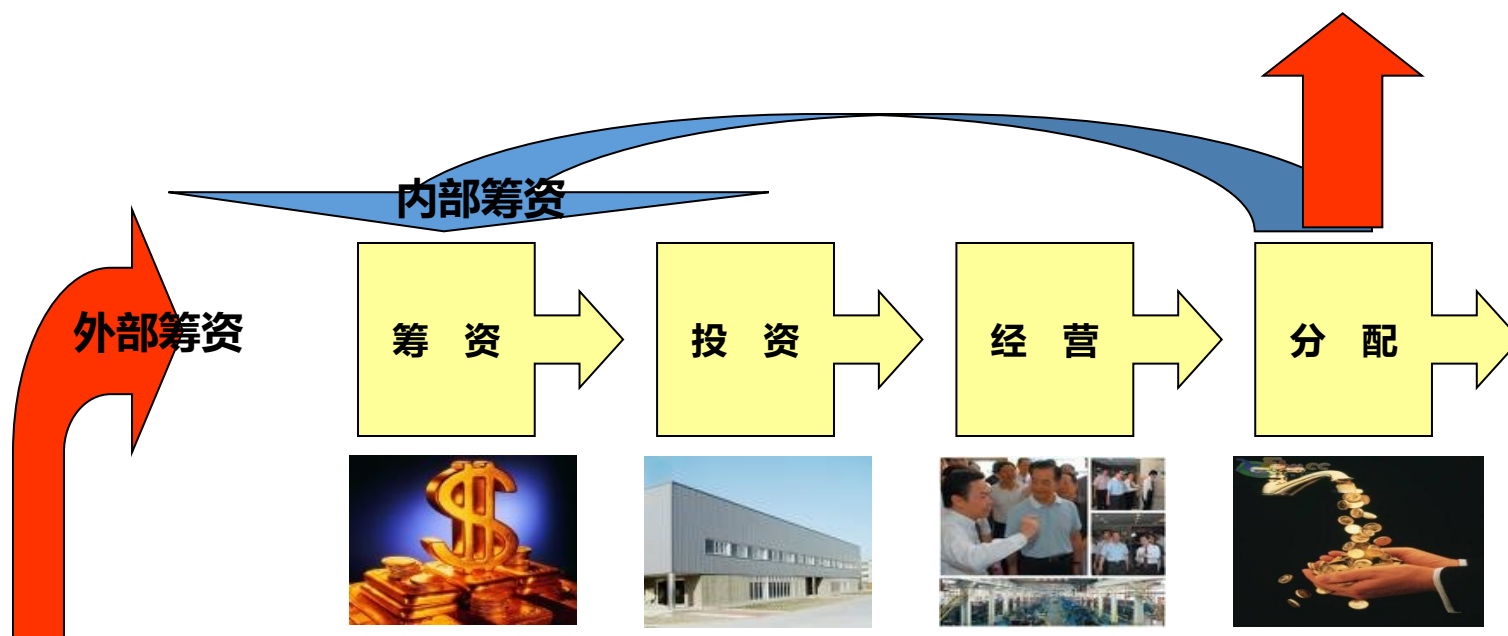 内部筹资
外部筹资
筹 资
投 资
经 营
分 配